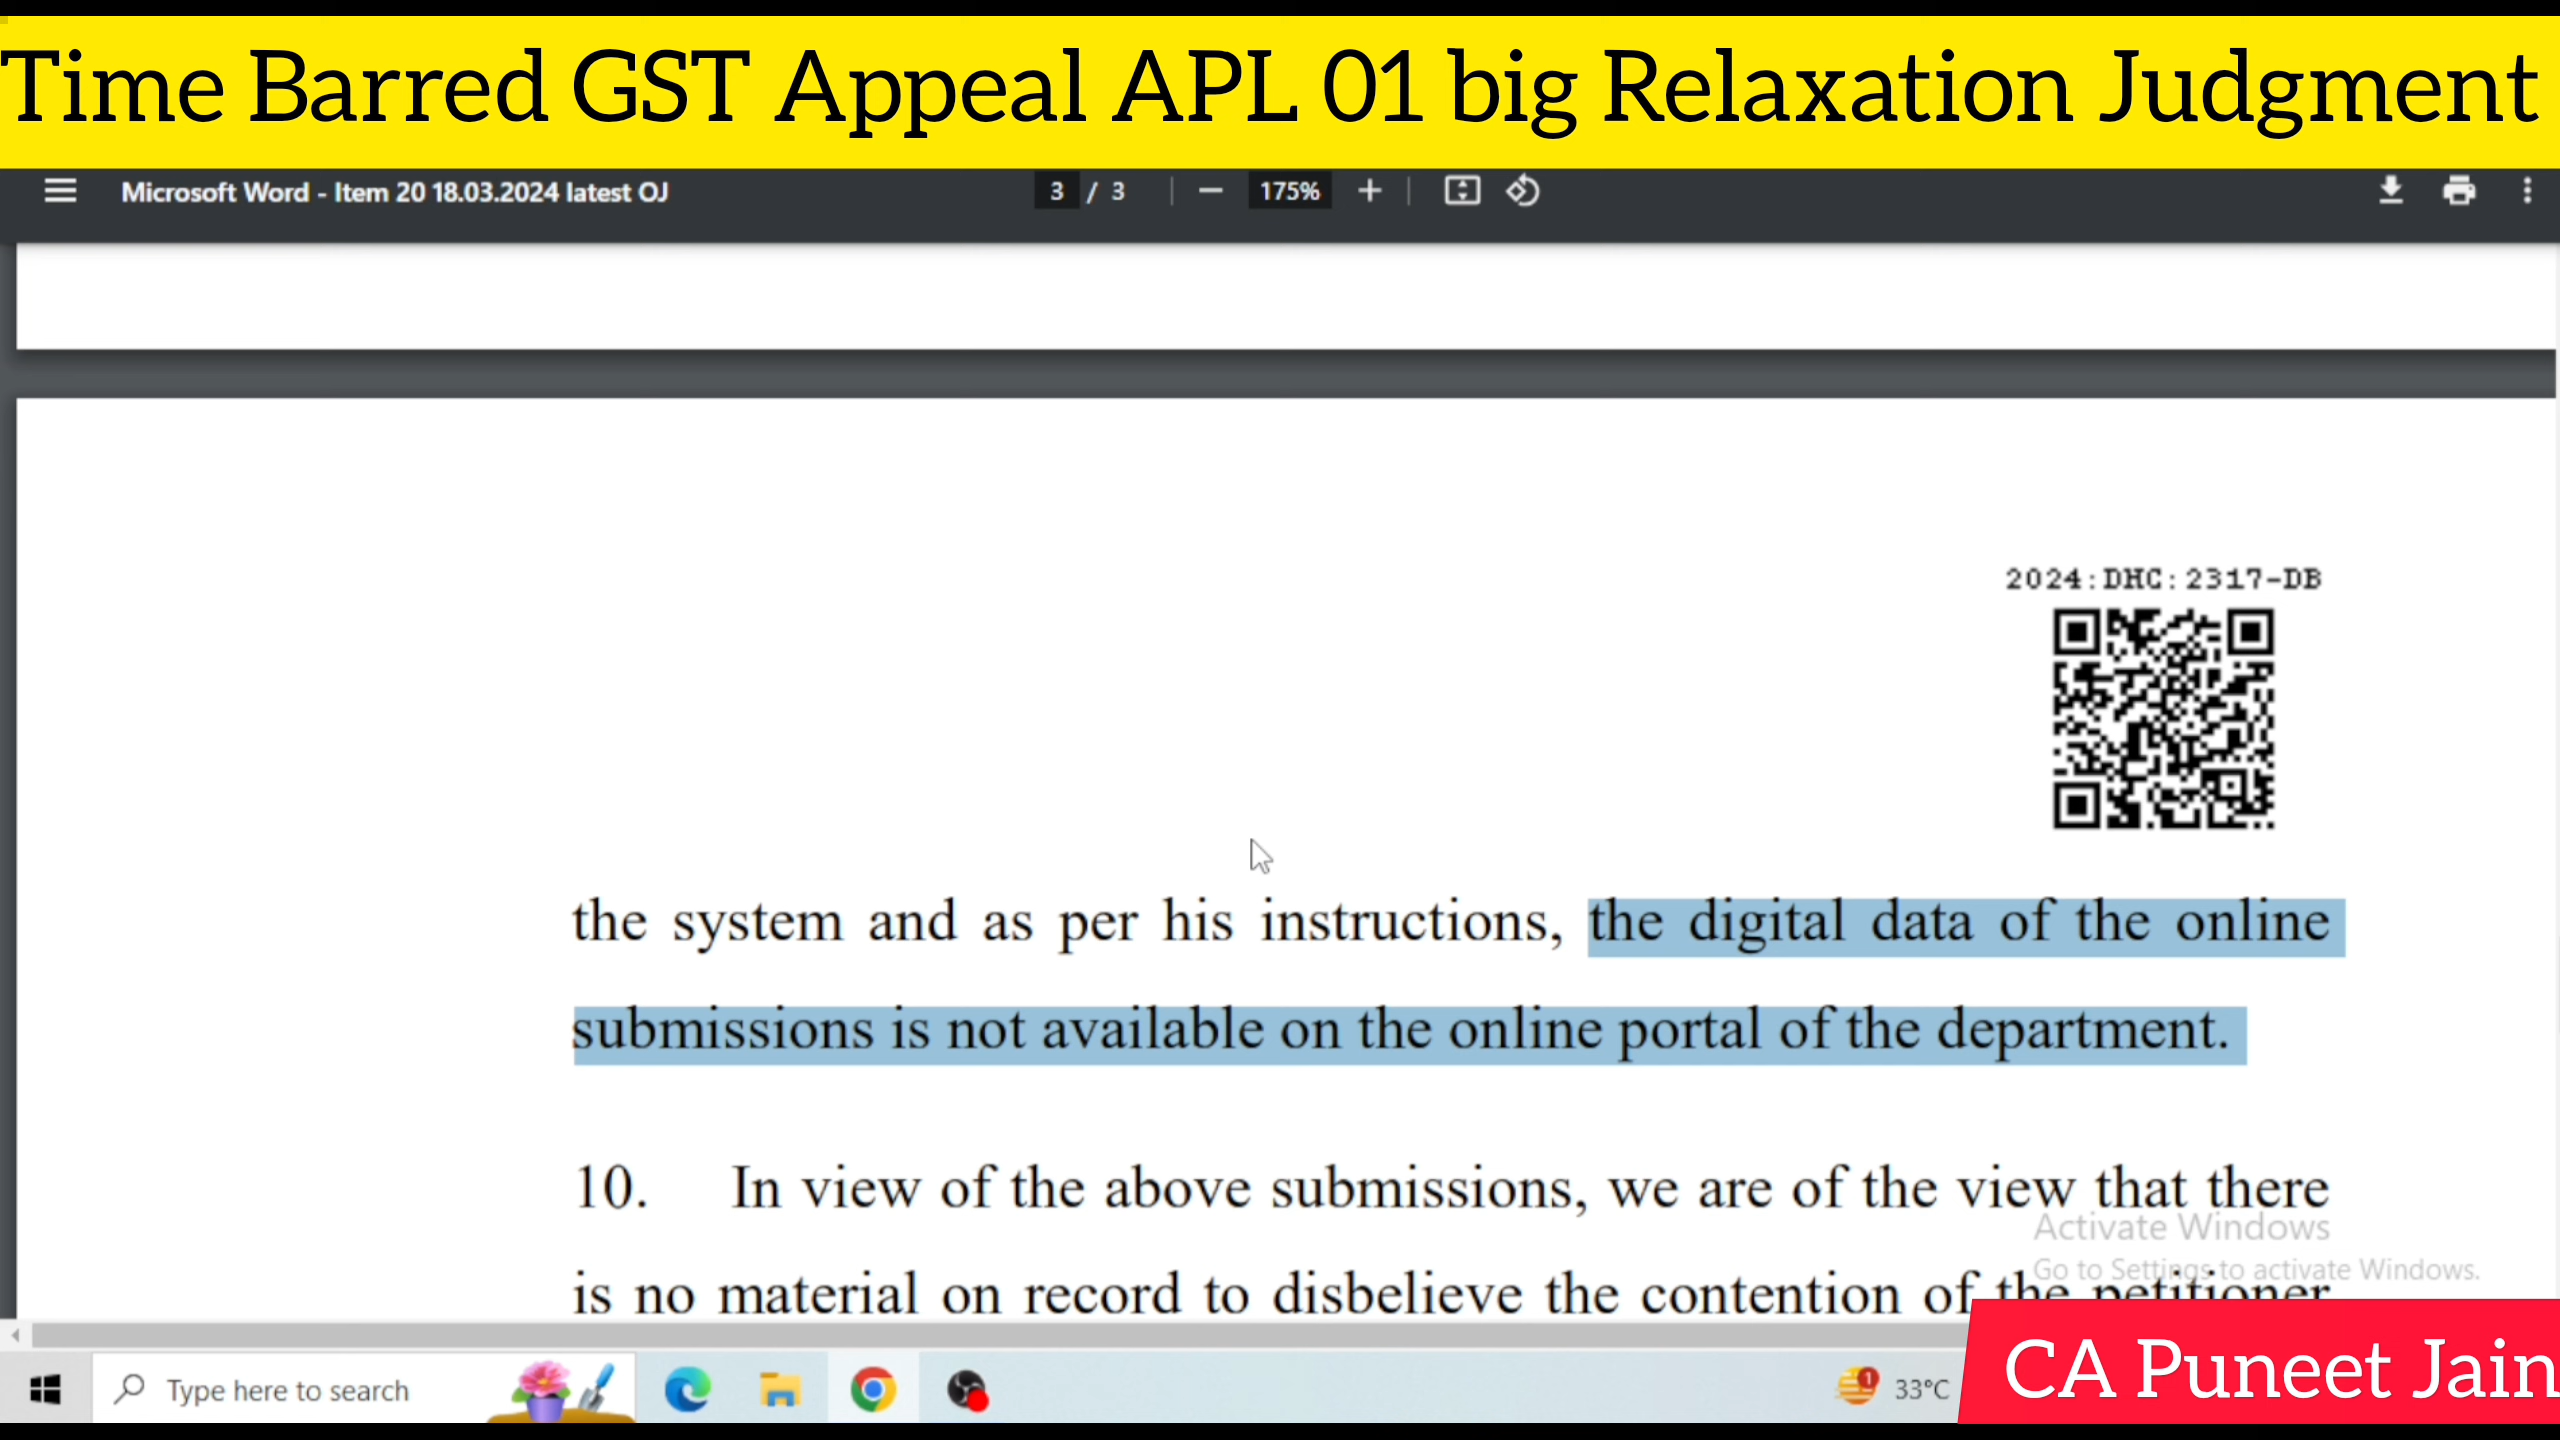 Time Barred GST Appeal APL 01 big Relaxation Judgment
Microsoft Word - Item 20 18.03.2024 latest OJ
3 / 3
175%
2024:DHC:2317-DB
the system and as per his instructions, the digital data of the online
submissions is not available on the online portal of the department.
10. In view of the above submissions, we are of the view that there
Activate Windows
Go to Settings to activate Windows.
is no material on record to disbelieve the contention of the petitioner
Type here to search
1
33°C
CA Puneet Jain